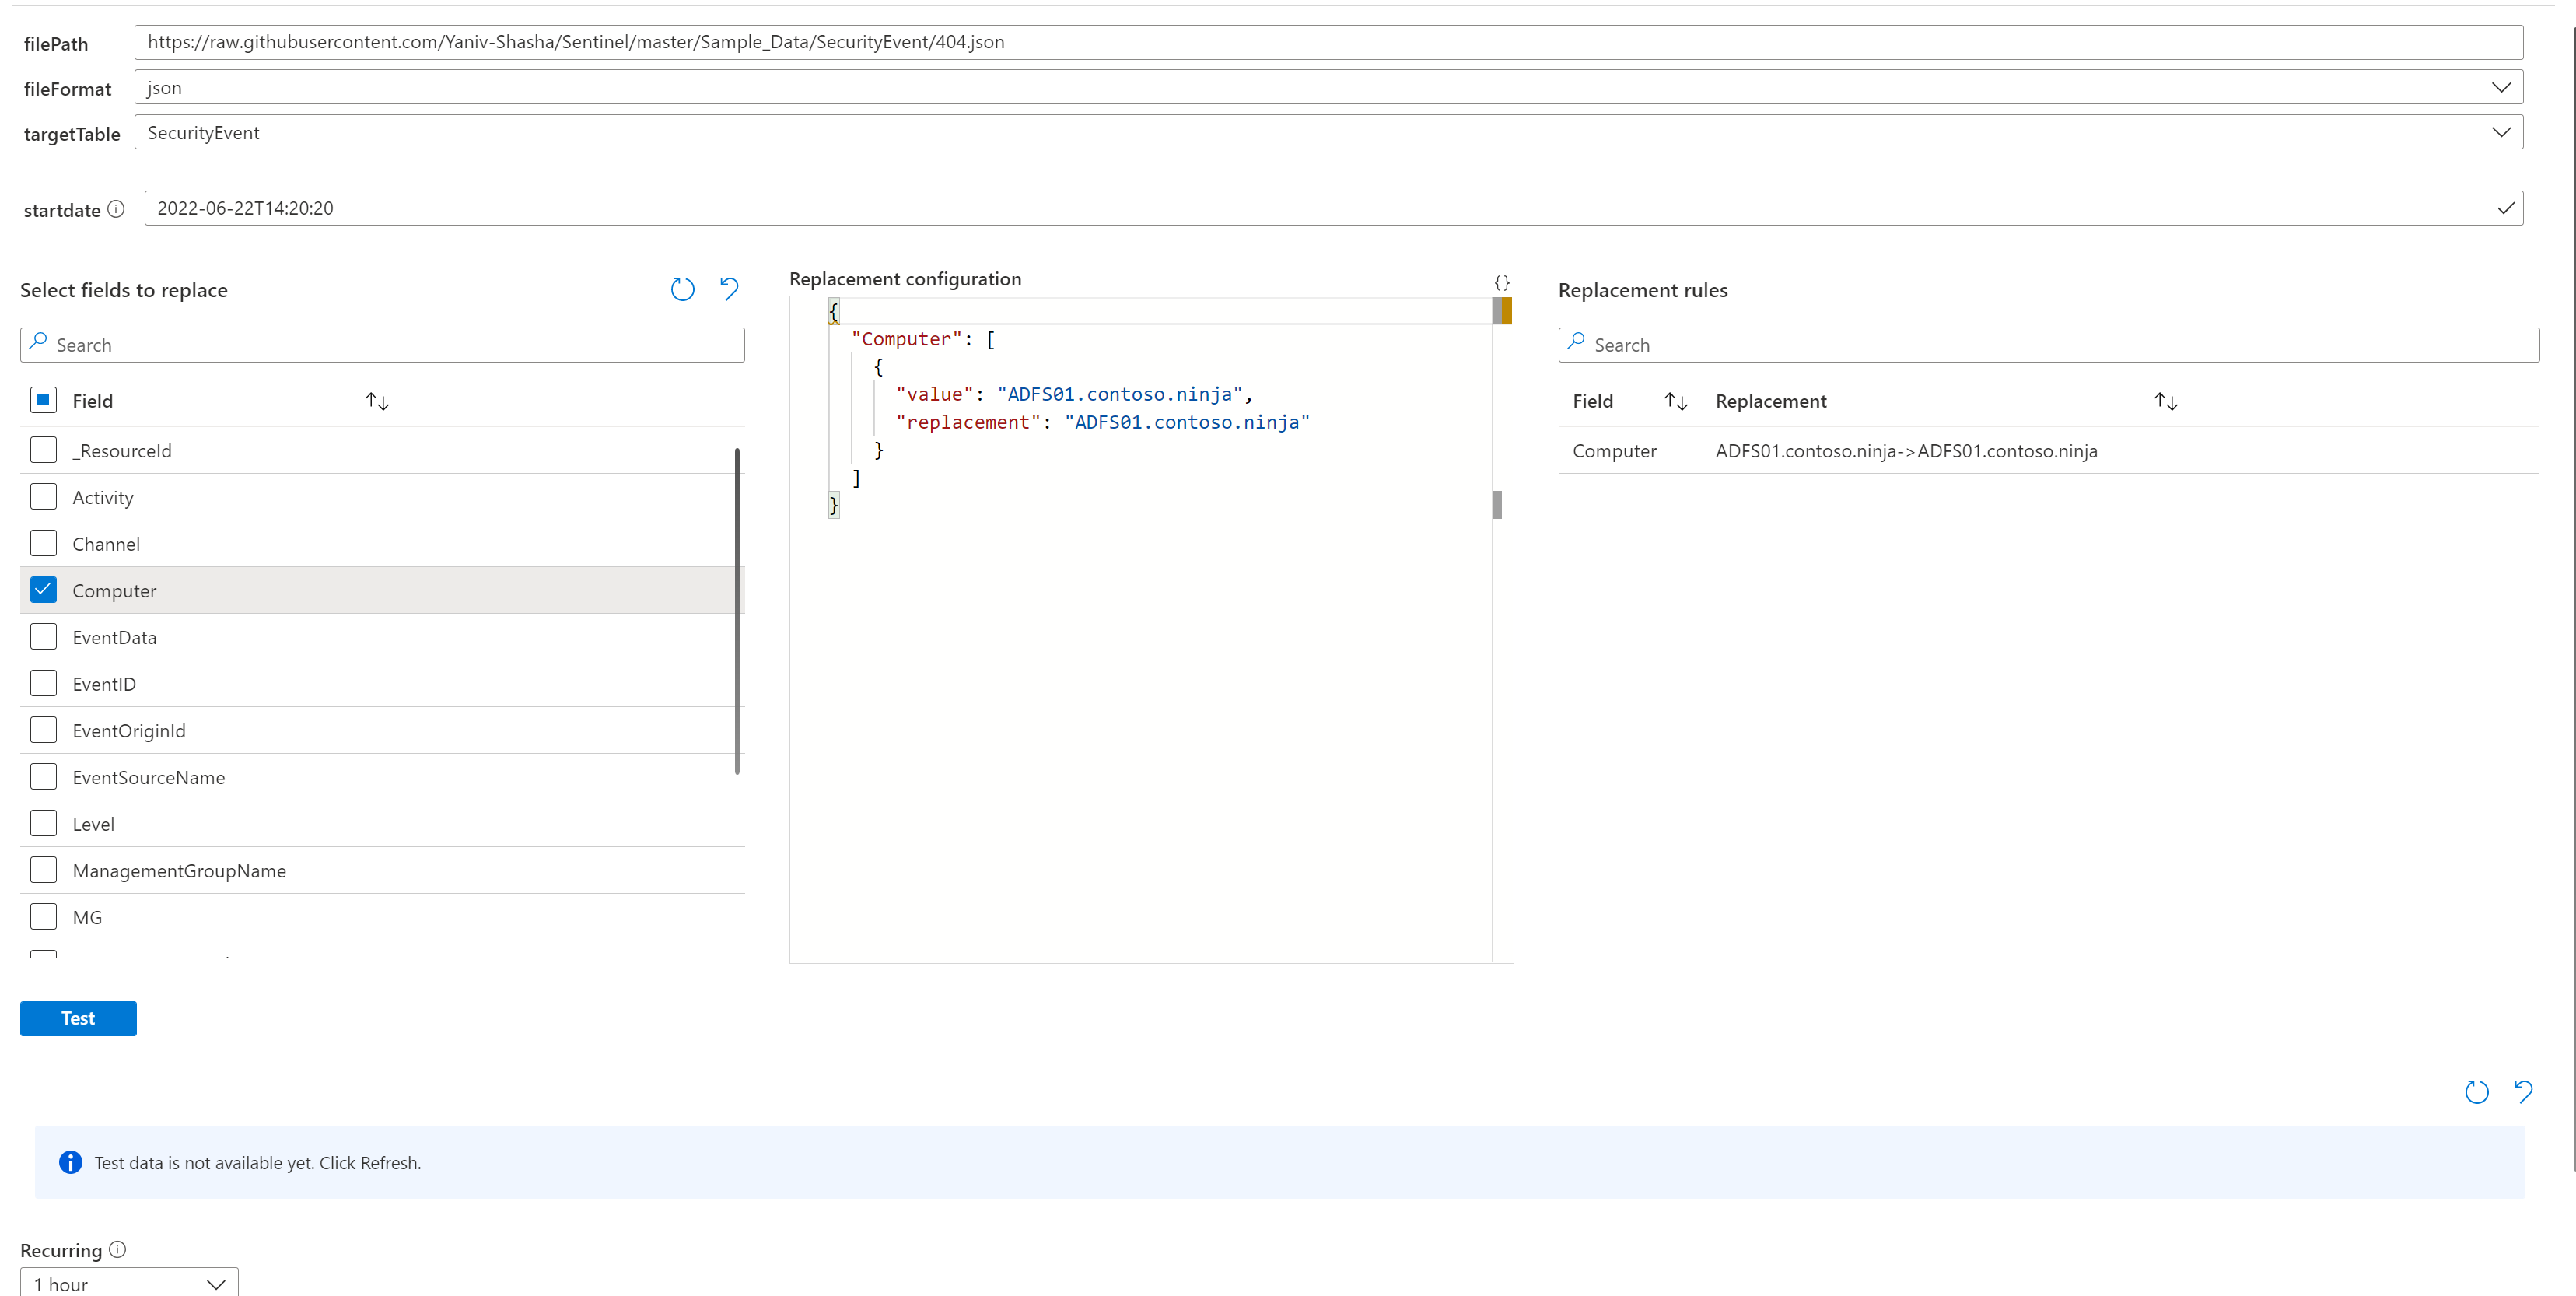 filePath
https://raw.githubusercontent.com/Yaniv-Shasha/Sentinel/master/Sample_Data/SecurityEvent/404.json
fileFormat
json
targetTable
SecurityEvent
startdate
2022-06-22T14:20:20
Select fields to replace
Search
Field
_ResourceId
Activity
Channel
Computer
EventData
EventID
EventOriginId
EventSourceName
Level
ManagementGroupName
MG
Replacement configuration
{}
{
"Computer": [
{
"value": "ADFS01.contoso.ninja",
"replacement": "ADFS01.contoso.ninja"
}
]
}
Replacement rules
Search
Field Replacement
Computer ADFS01.contoso.ninja->ADFS01.contoso.ninja
Test
Test data is not available yet. Click Refresh.
Recurring
1 hour